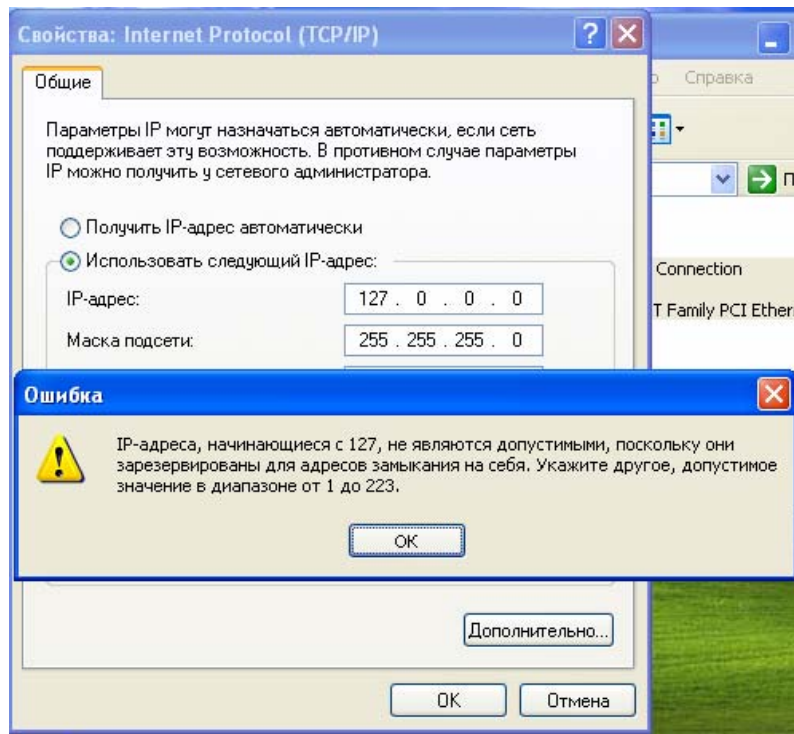 Свойства: Internet Protocol (TCP/IP)
Общие
Справка
Параметры IP могут назначаться автоматически, если сеть
поддерживает эту возможность. В противном случае параметры
IP можно получить у сетевого администратора.
Получить IP-адрес автоматически
Использовать следующий IP-адрес:
Connection
IP-адрес:
127 . 0 . 0 . 0
T Family PCI Ether
Маска подсети:
255 . 255 . 255 . 0
Ошибка
IP-адреса, начинающиеся с 127, не являются допустимыми, поскольку они
зарезервированы для адресов замыкания на себя. Укажите другое, допустимое
значение в диапазоне от 1 до 223.
OK
Дополнительно...
OK
Отмена